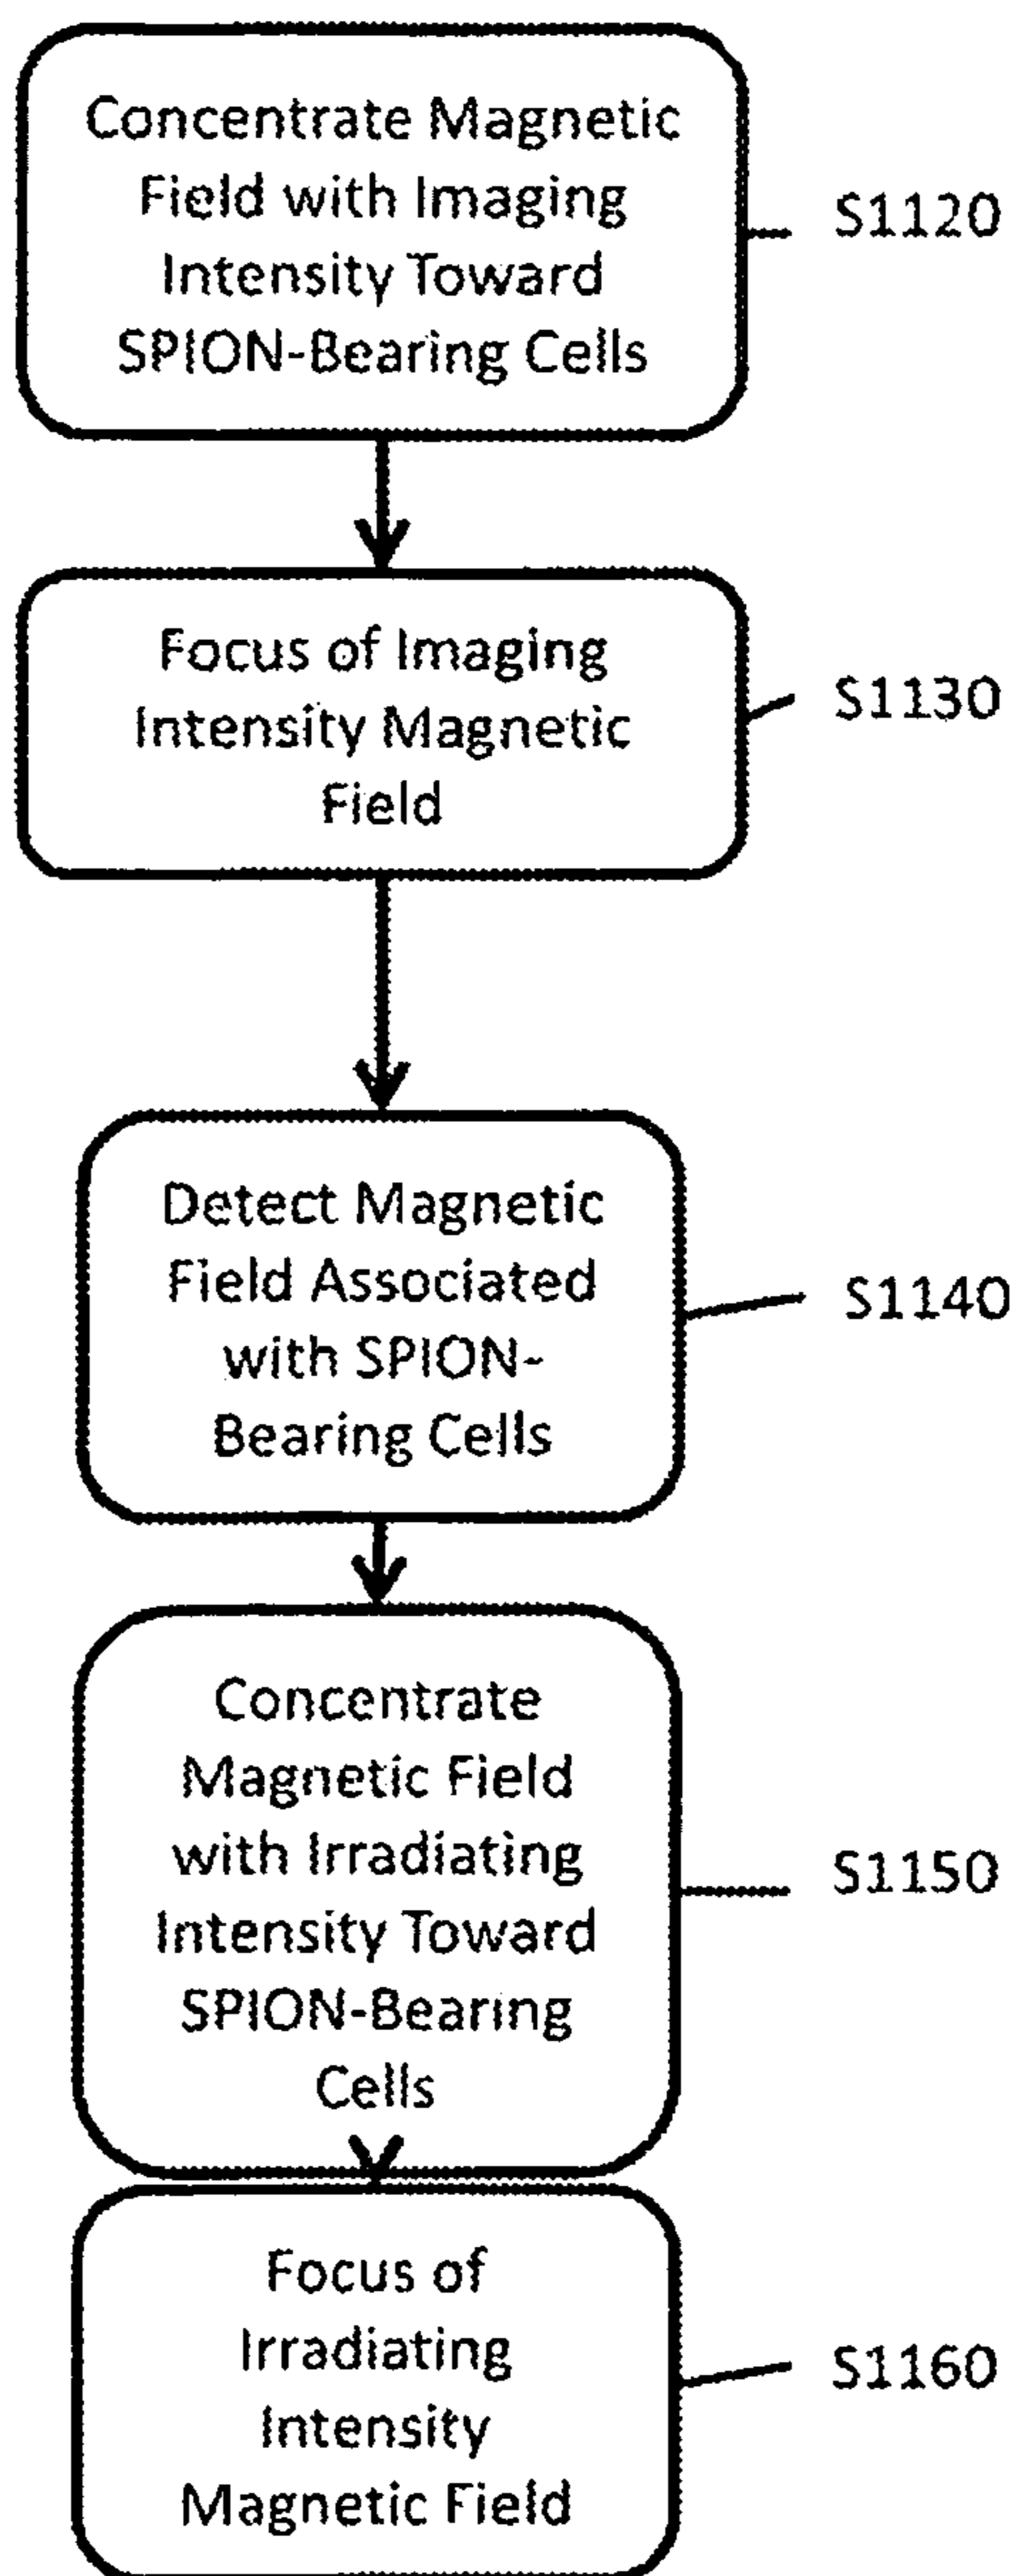 Concentrate Magnetic
Field with Imaging
Intensity Toward
SPION-Bearing Cells
S1120
Focus of Imaging
Intensity Magnetic
Field
S1130
Detect Magnetic
Field Associated
with SPION-
Bearing Cells
S1140
Concentrate
Magnetic Field
with Irradiating
Intensity Toward
SPION-Bearing
Cells
S1150
Focus of
Irradiating
Intensity
Magnetic Field
S1160